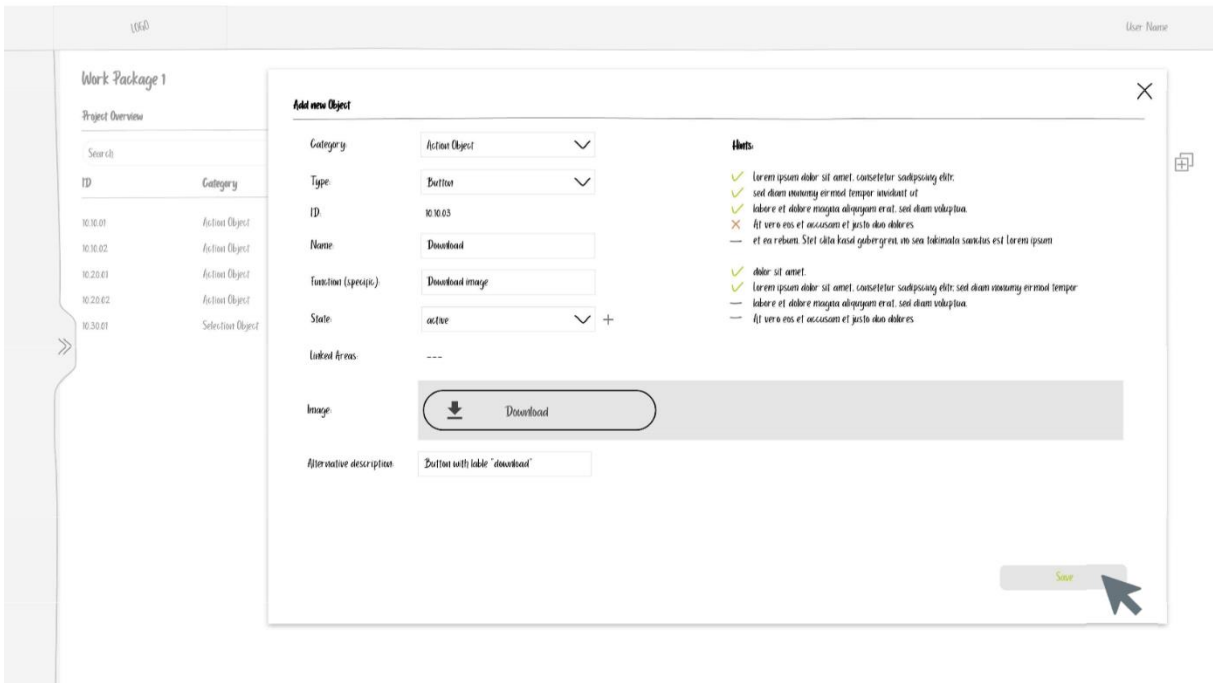 LOGO
User Name
Work Package 1
Project Overview
Search
ID Category
10.10.01 Action Object
10.10.02 Action Object
10.20.01 Action Object
10.20.02 Action Object
10.30.01 Selection Object
Add new Object
Category: Action Object
Type: Button
ID: 10.10.03
Name: Download
Function (specific): Download image
State: active
Linked Areas: ---
Image: Download
Alternative description: Button with lable "download"
Hints:
lorem ipsum dolor sit amet, consetetur sadipscing elitr,
sed diam nonumy eirmod tempor invidunt ut
labore et dolore magna aliquyam erat, sed diam voluptua.
At vero eos et accusam et justo duo dolores
et ea rebum. Stet clita kasd gubergren, no sea takimata sanctus est lorem ipsum
dolor sit amet.
lorem ipsum dolor sit amet, consetetur sadipscing elitr, sed diam nonumy eirmod tempor
labore et dolore magna aliquyam erat, sed diam voluptua.
At vero eos et accusam et justo duo dolores
Save